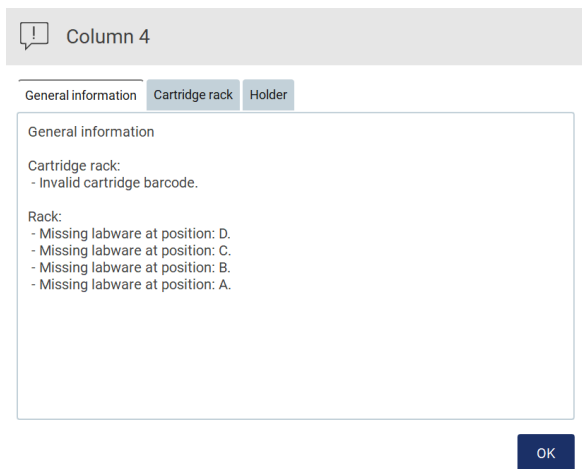 Column 4
General information Cartridge rack Holder
General information
Cartridge rack:
- Invalid cartridge barcode.
Rack:
- Missing labware at position: D.
- Missing labware at position: C.
- Missing labware at position: B.
- Missing labware at position: A.
OK